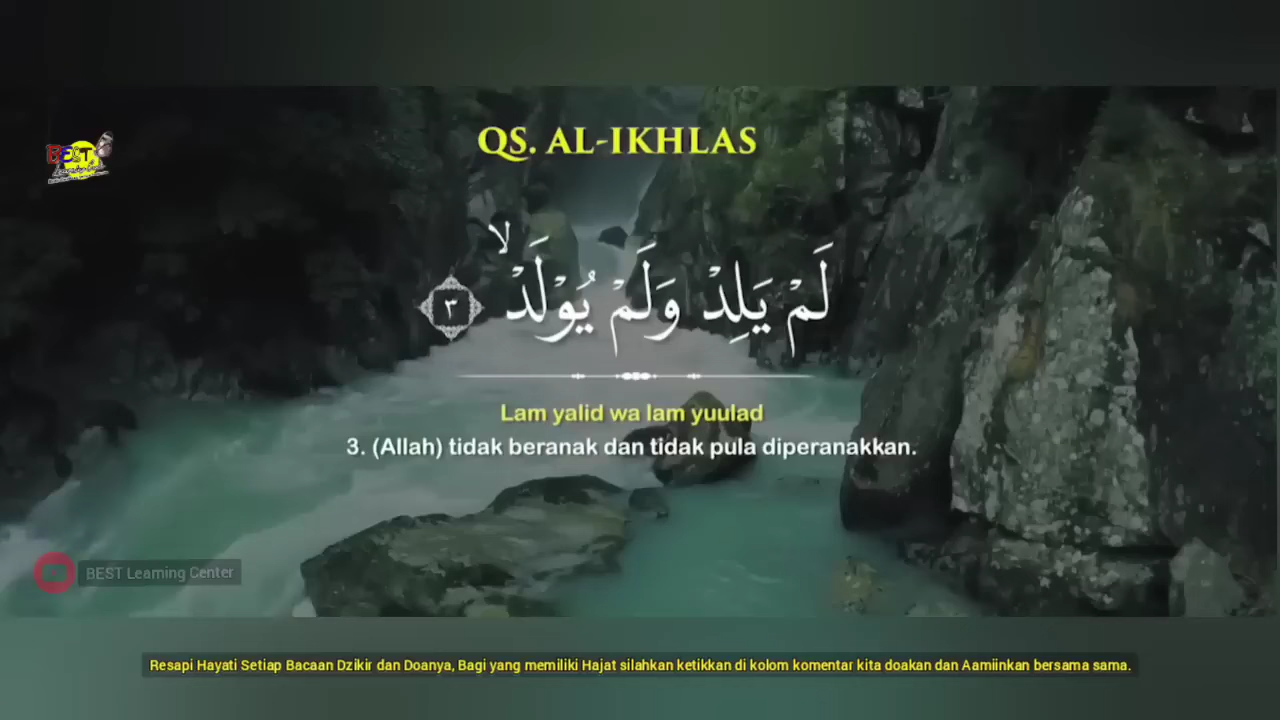 BEST
QS. AL-IKHLAS
لَمْ يَلِدْ وَلَمْ يُوْلَدْۙ ٣
Lam yalid wa lam yuulad
3. (Allah) tidak beranak dan tidak pula diperanakkan.
BEST Learning Center
Resapi Hayati Setiap Bacaan Dzikir dan Doanya, Bagi yang memiliki Hajat silahkan ketikkan di kolom komentar kita doakan dan Aamiinkan bersama sama.